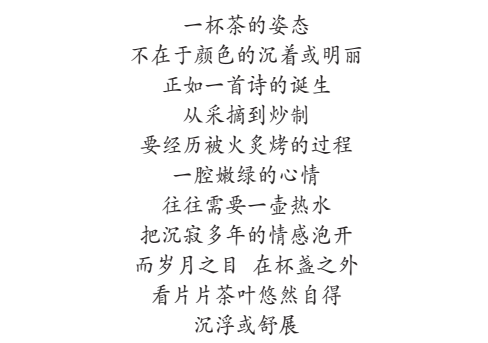 一杯茶的姿态
不在于颜色的沉着或明丽
正如一首诗的诞生
从采摘到炒制
要经历被火炙烤的过程
一腔嫩绿的心情
往往需要一壶热水
把沉寂多年的情感泡开
而岁月之目 在杯盏之外
看片片茶叶悠然自得
沉浮或舒展